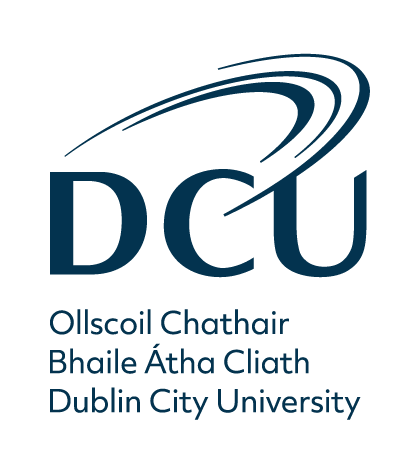 DCU
Ollscoil Chathair
Bhaile Átha Cliath
Dublin City University